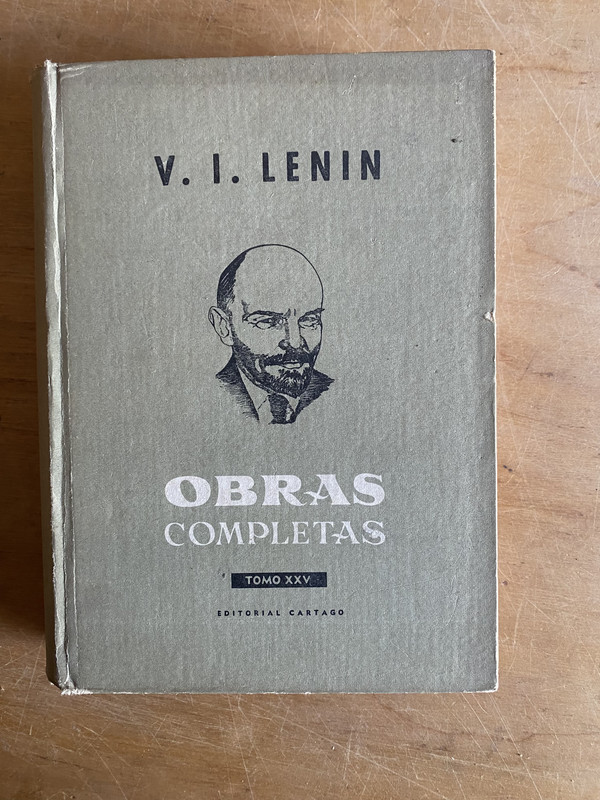 V. I. LENIN
OBRAS
COMPLETAS
TOMO XXV
EDITORIAL CARTAGO